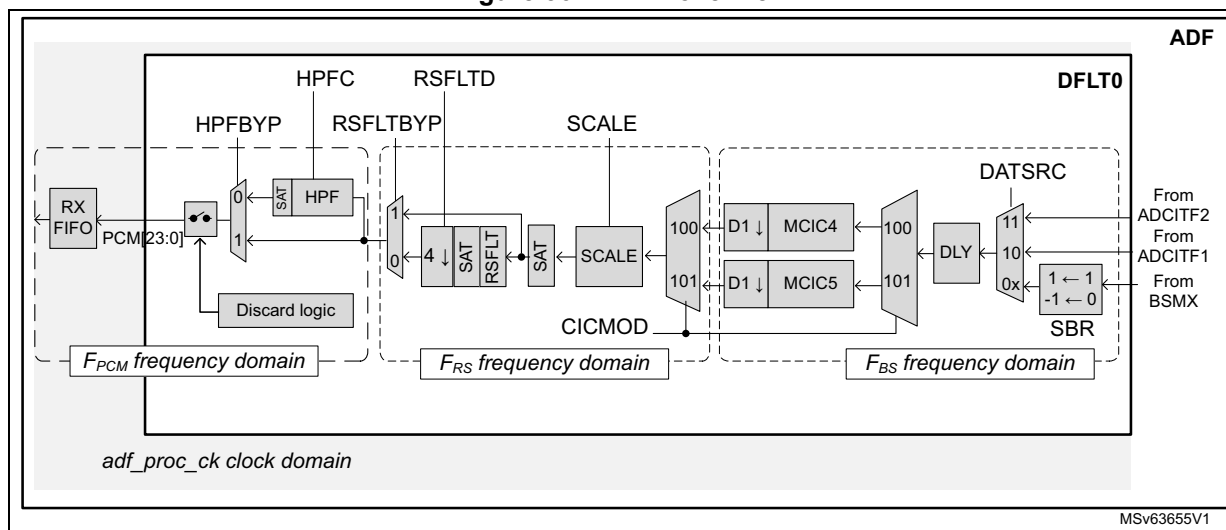 ADF
DFLT0
HPFC
RSFLTD
HPFBYP
RSFLTBYP
SCALE
DATSRC
RX
FIFO
PCM[23:0]
0
1
SAT
HPF
Discard logic
1
0
4 ↓
SAT
RSFLT
SAT
SCALE
100
101
D1 ↓
MCIC4
D1 ↓
MCIC5
100
101
CICMOD
DLY
11
10
0x
1 ← 1
-1 ← 0
SBR
From
ADCITF2
From
ADCITF1
From
BSMX
FPCM frequency domain
FRS frequency domain
FBS frequency domain
adf_proc_ck clock domain
MSv63655V1